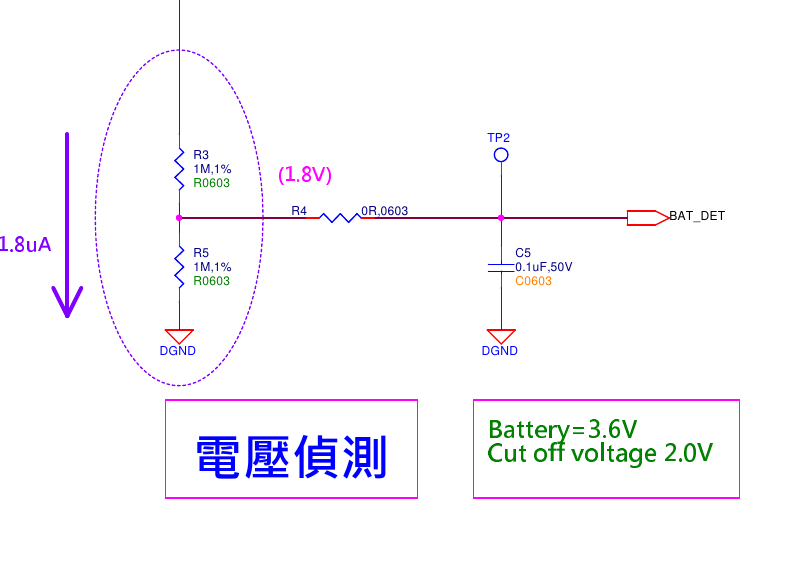 TP2
R3
1M,1%
R0603
(1.8V)
R4
0R,0603
BAT_DET
1.8uA
R5
1M,1%
R0603
C5
0.1uF,50V
C0603
DGND
DGND
電壓偵測
Battery=3.6V
Cut off voltage 2.0V